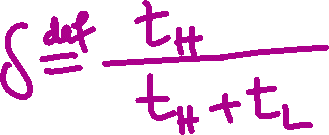 δ ≝ t_H / (t_H + t_L)